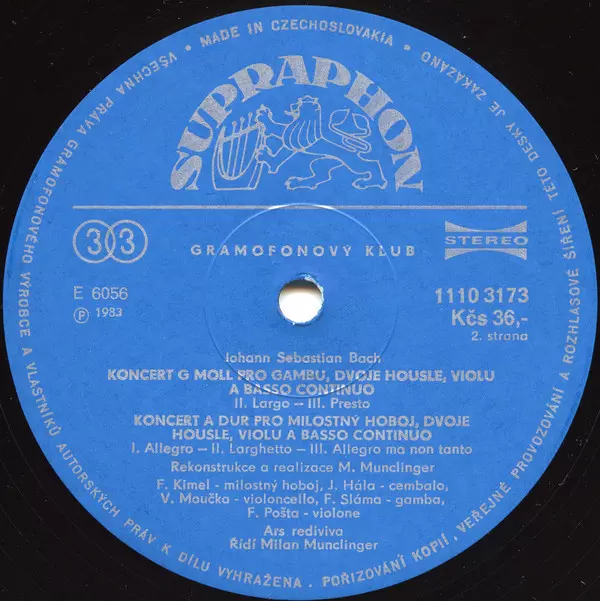 VŠECHNA PRÁVA GRAMOFONOVÉHO VÝROBCE A VLASTNÍKŮ AUTORSKÝCH PRÁV K DÍLU VYHRAŽENA . POŘIZOVÁNÍ KOPIÍ, VEŘEJNÉ PROVOZOVÁNÍ A ROZHLASOVÉ ŠÍŘENÍ TÉTO DESKY JE ZAKÁZÁNO
• MADE IN CZECHOSLOVAKIA •
SUPRAPHON
33
GRAMOFONOVÝ KLUB
STEREO
E 6056
Ⓟ 1983
1110 3173
Kčs 36,-
2. strana
Johann Sebastian Bach
KONCERT G MOLL PRO GAMBU, DVOJE HOUSLE, VIOLU
A BASSO CONTINUO
II. Largo – III. Presto
KONCERT A DUR PRO MILOSTNÝ HOBOJ, DVOJE
HOUSLE, VIOLU A BASSO CONTINUO
I. Allegro – II. Larghetto – III. Allegro ma non tanto
Rekonstrukce a realizace M. Munclinger
F. Kimel - milostný hoboj, J. Hála - cembalo,
V. Moučka - violoncello, F. Sláma - gamba,
F. Pošta - violone
Ars rediviva
Řídí Milan Munclinger